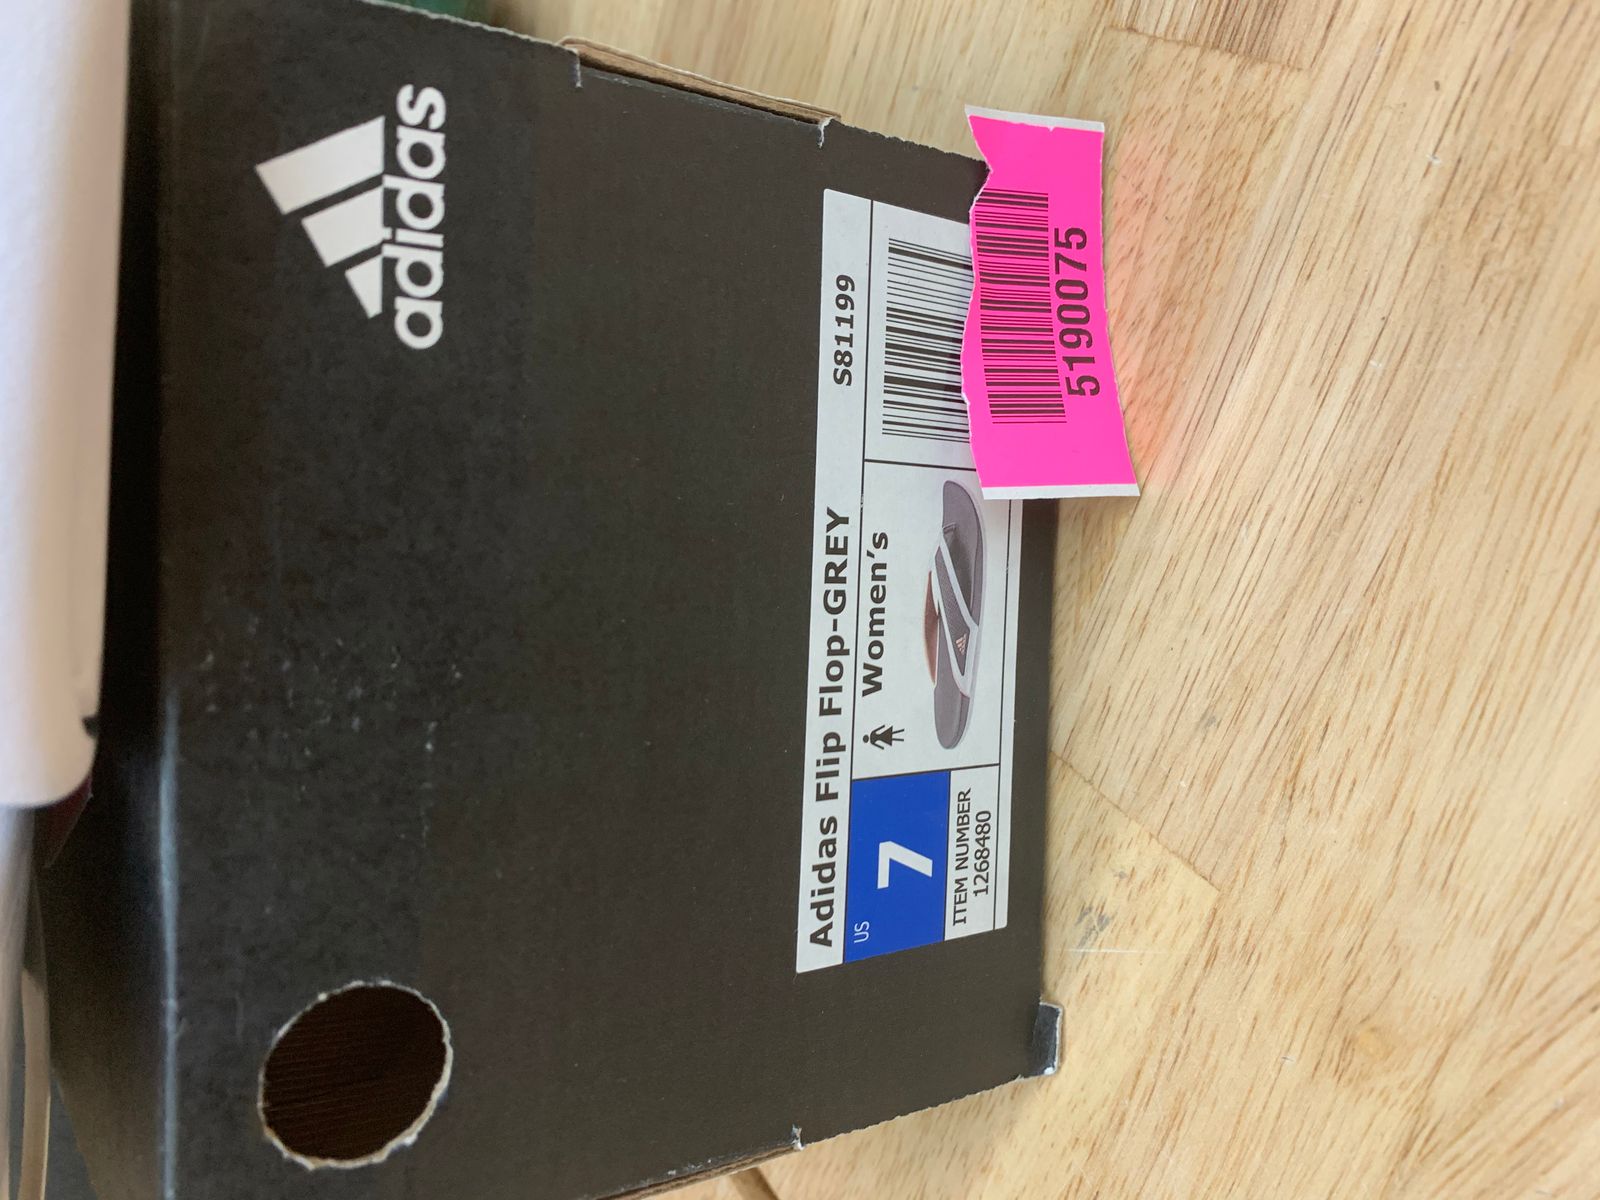 adidas
Adidas Flip Flop-GREY S81199
US
7
Women's
ITEM NUMBER
1268480
5190075